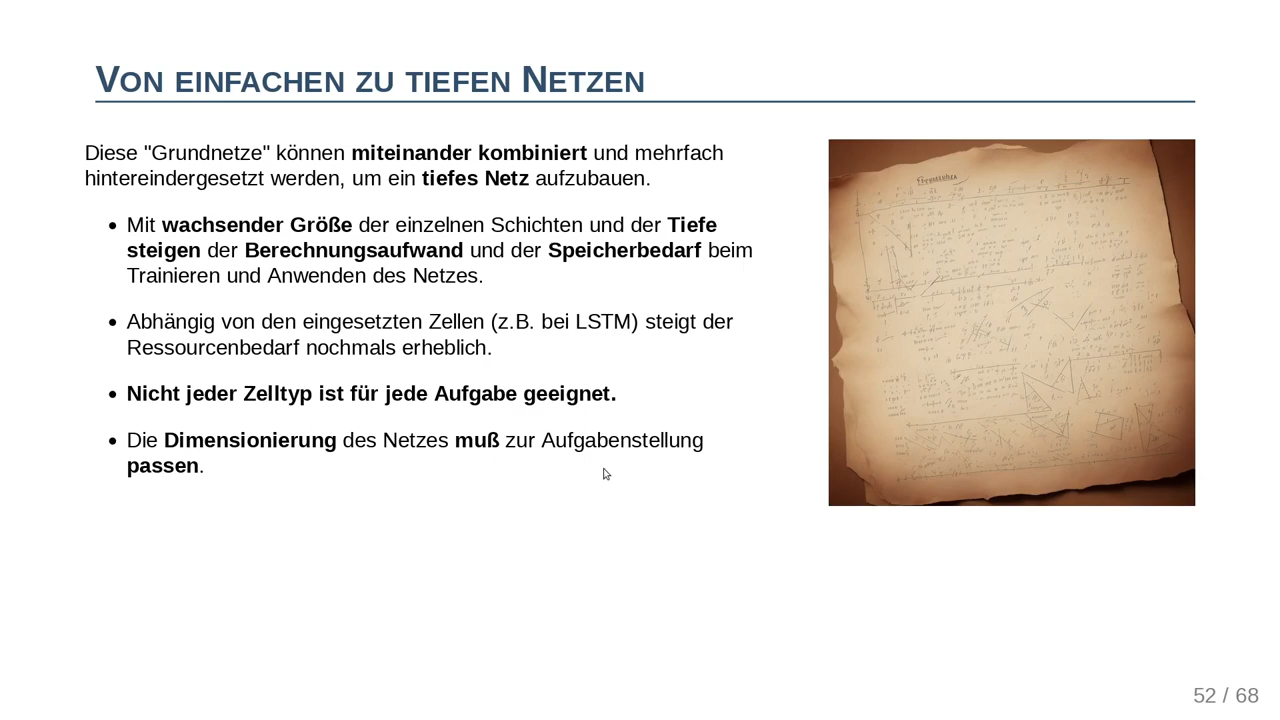 Von einfachen zu tiefen Netzen
Diese "Grundnetze" können miteinander kombiniert und mehrfach
hintereindergesetzt werden, um ein tiefes Netz aufzubauen.
• Mit wachsender Größe der einzelnen Schichten und der Tiefe
steigen der Berechnungsaufwand und der Speicherbedarf beim
Trainieren und Anwenden des Netzes.
• Abhängig von den eingesetzten Zellen (z.B. bei LSTM) steigt der
Ressourcenbedarf nochmals erheblich.
• Nicht jeder Zelltyp ist für jede Aufgabe geeignet.
• Die Dimensionierung des Netzes muß zur Aufgabenstellung
passen.
52 / 68